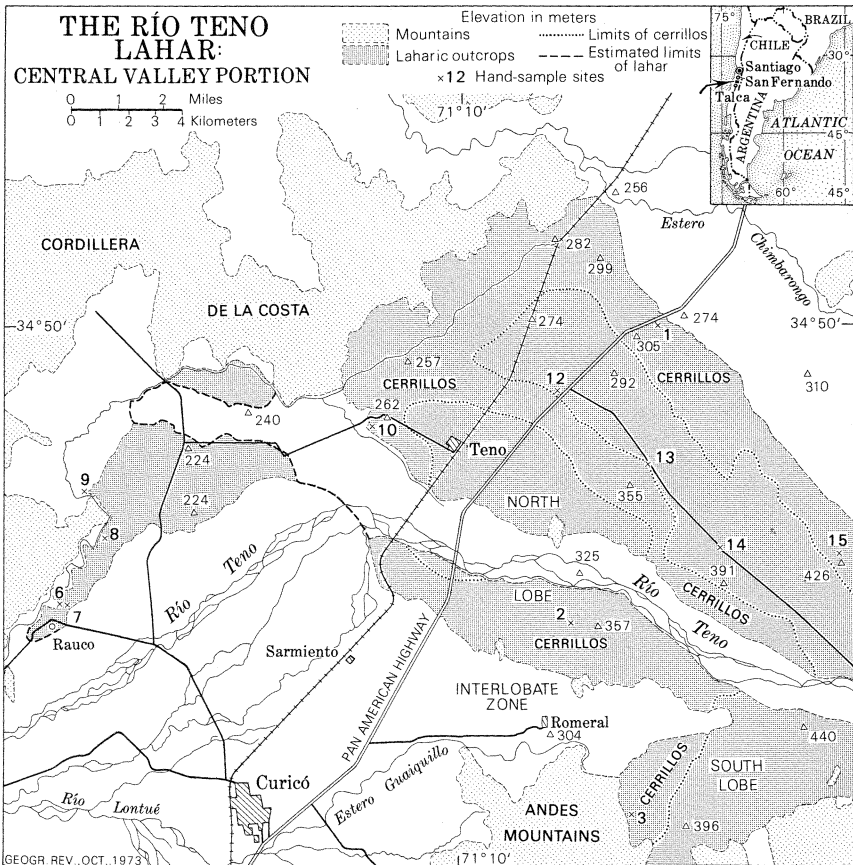 THE RÍO TENO
LAHAR:
CENTRAL VALLEY PORTION
0 1 2 Miles
0 1 2 3 4 Kilometers
Elevation in meters
Mountains
Laharic outcrops
×12 Hand-sample sites
Limits of cerrillos
Estimated limits
of lahar
71°10'
BRAZIL
75°
CHILE
30°
Santiago
San Fernando
Talca
ARGENTINA
ATLANTIC
OCEAN
45°
60°
45°
256
Estero
Chimbarongo
CORDILLERA
DE LA COSTA
282
299
274
274
34°50'
34°50'
1
305
257
CERRILLOS
292
CERRILLOS
310
12
240
262
10
Teno
224
13
9
224
355
NORTH
8
14
15
Río Teno
325
391
426
LOBE
Río
Teno
CERRILLOS
6
7
2
357
CERRILLOS
Rauco
Sarmiento
PAN AMERICAN HIGHWAY
INTERLOBATE
ZONE
Romeral
304
440
CERRILLOS
SOUTH
LOBE
Curicó
Estero Guaiquillo
Río Lontué
ANDES
MOUNTAINS
3
396
GEOGR. REV., OCT., 1973
71°10'